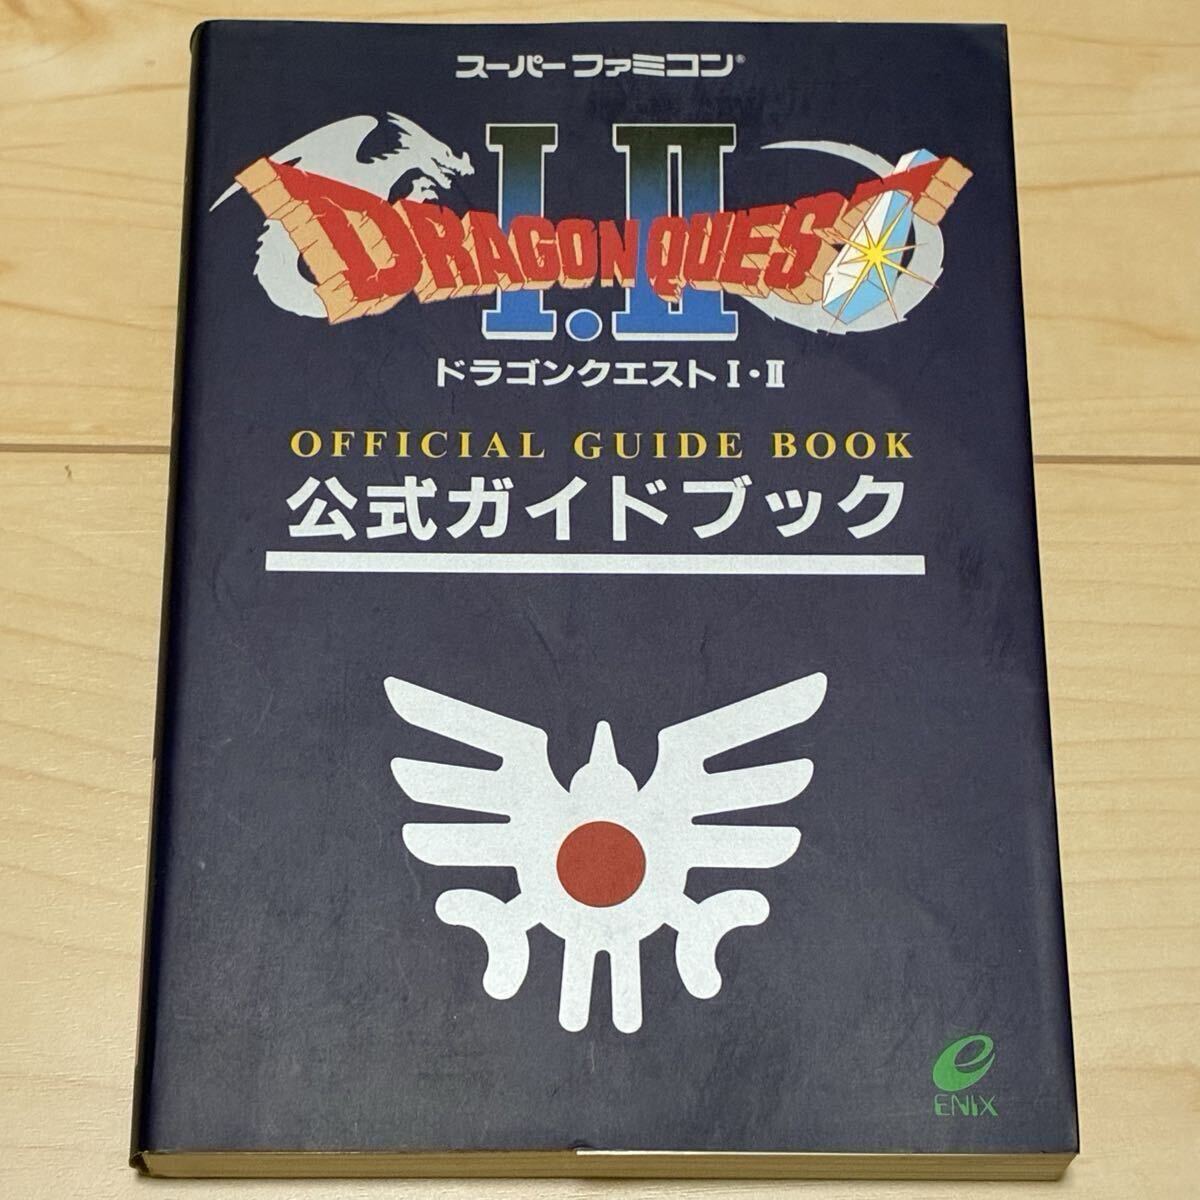 スーパーファミコン®
I.II
DRAGON QUEST
ドラゴンクエストI・II
OFFICIAL GUIDE BOOK
公式ガイドブック
e
ENIX